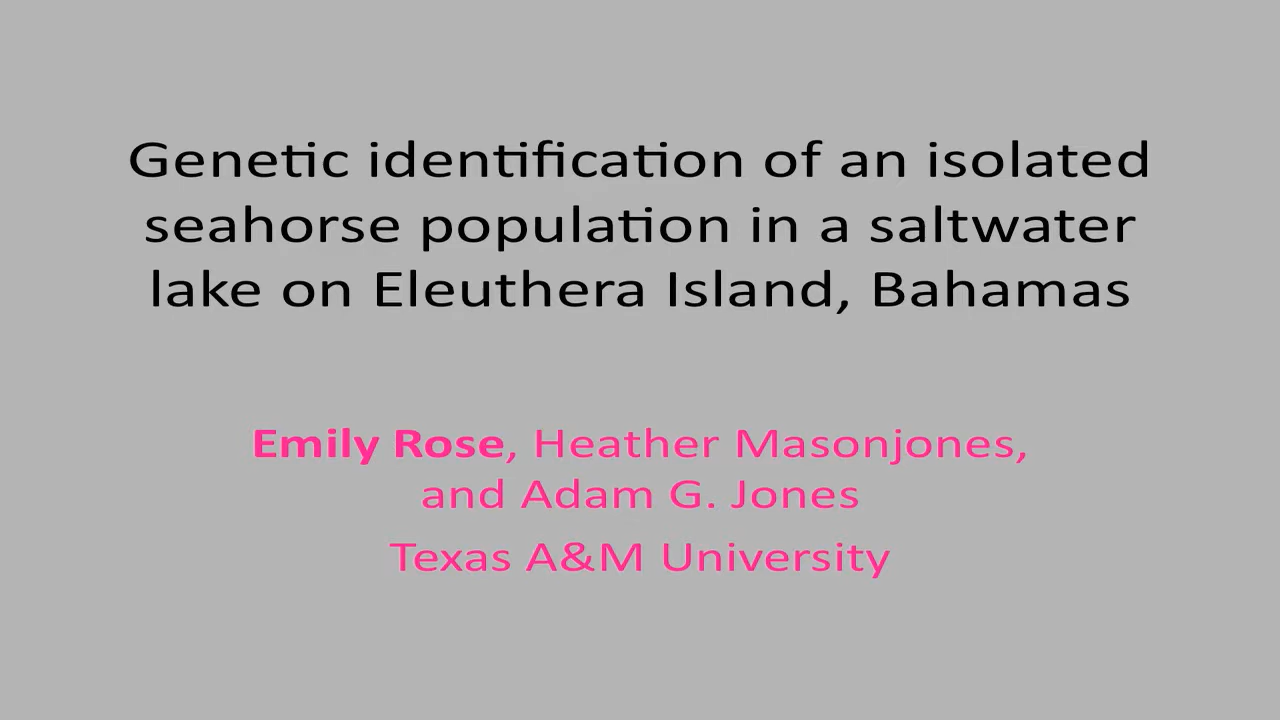 Genetic identification of an isolated
seahorse population in a saltwater
lake on Eleuthera Island, Bahamas
Emily Rose, Heather Masonjones,
and Adam G. Jones
Texas A&M University